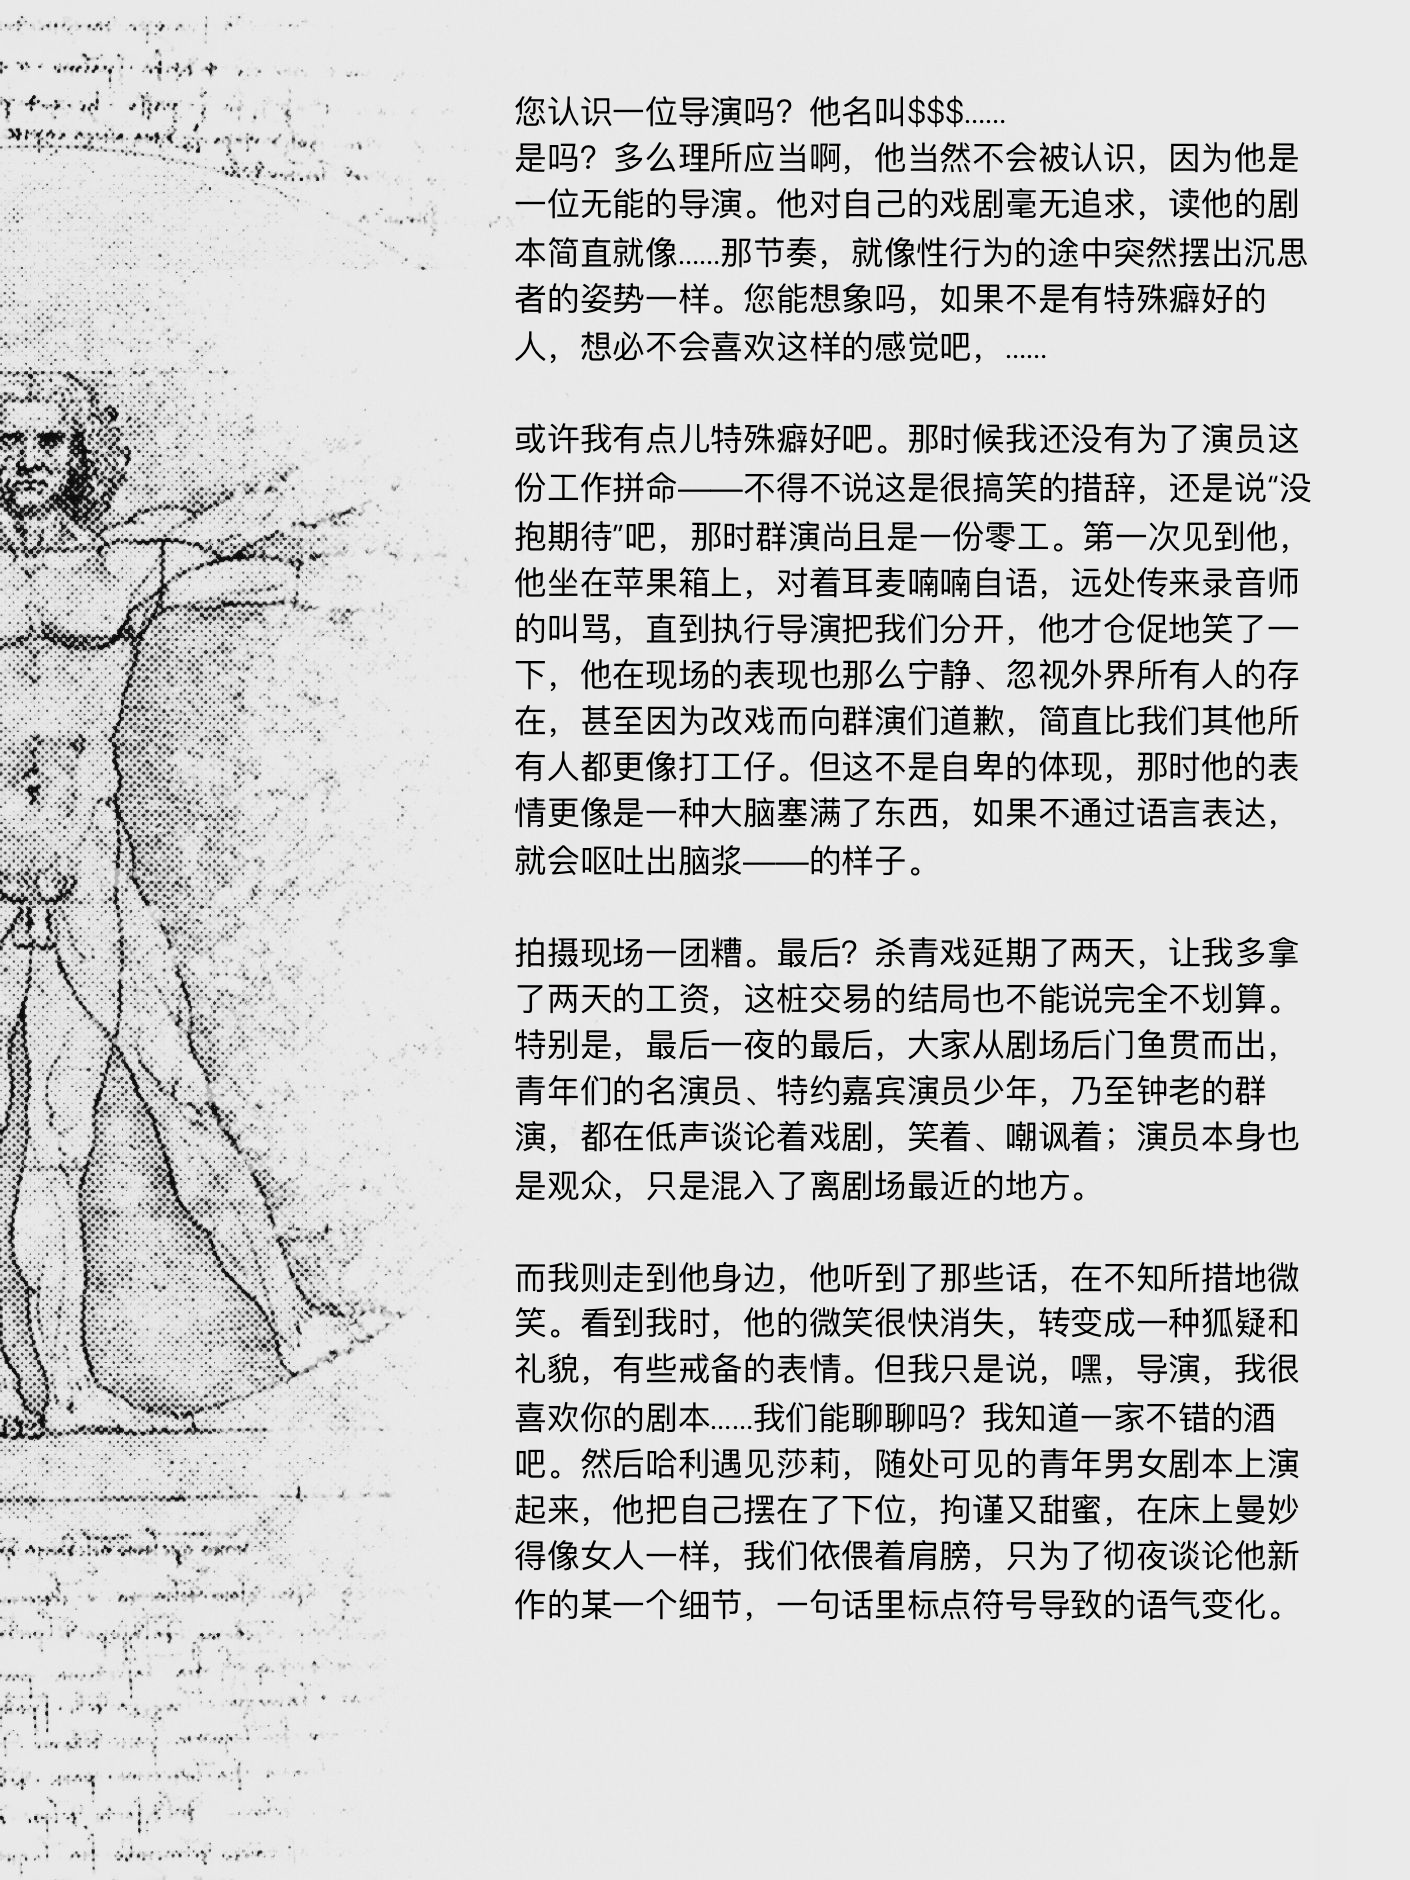 您认识一位导演吗？他名叫$$$……
是吗？多么理所应当啊，他当然不会被认识，因为他是
一位无能的导演。他对自己的戏剧毫无追求，读他的剧
本简直就像……那节奏，就像性行为的途中突然摆出沉思
者的姿势一样。您能想象吗，如果不是有特殊癖好的
人，想必不会喜欢这样的感觉吧，……
或许我有点儿特殊癖好吧。那时候我还没有为了演员这
份工作拼命——不得不说这是很搞笑的措辞，还是说“没
抱期待”吧，那时群演尚且是一份零工。第一次见到他，
他坐在苹果箱上，对着耳麦喃喃自语，远处传来录音师
的叫骂，直到执行导演把我们分开，他才仓促地笑了一
下，他在现场的表现也那么宁静、忽视外界所有人的存
在，甚至因为改戏而向群演们道歉，简直比我们其他所
有人都更像打工仔。但这不是自卑的体现，那时他的表
情更像是一种大脑塞满了东西，如果不通过语言表达，
就会呕吐出脑浆——的样子。
拍摄现场一团糟。最后？杀青戏延期了两天，让我多拿
了两天的工资，这桩交易的结局也不能说完全不划算。
特别是，最后一夜的最后，大家从剧场后门鱼贯而出，
青年们的名演员、特约嘉宾演员少年，乃至钟老的群
演，都在低声谈论着戏剧，笑着、嘲讽着；演员本身也
是观众，只是混入了离剧场最近的地方。
而我则走到他身边，他听到了那些话，在不知所措地微
笑。看到我时，他的微笑很快消失，转变成一种狐疑和
礼貌，有些戒备的表情。但我只是说，嘿，导演，我很
喜欢你的剧本……我们能聊聊吗？我知道一家不错的酒
吧。然后哈利遇见莎莉，随处可见的青年男女剧本上演
起来，他把自己摆在了下位，拘谨又甜蜜，在床上曼妙
得像女人一样，我们依偎着肩膀，只为了彻夜谈论他新
作的某一个细节，一句话里标点符号导致的语气变化。